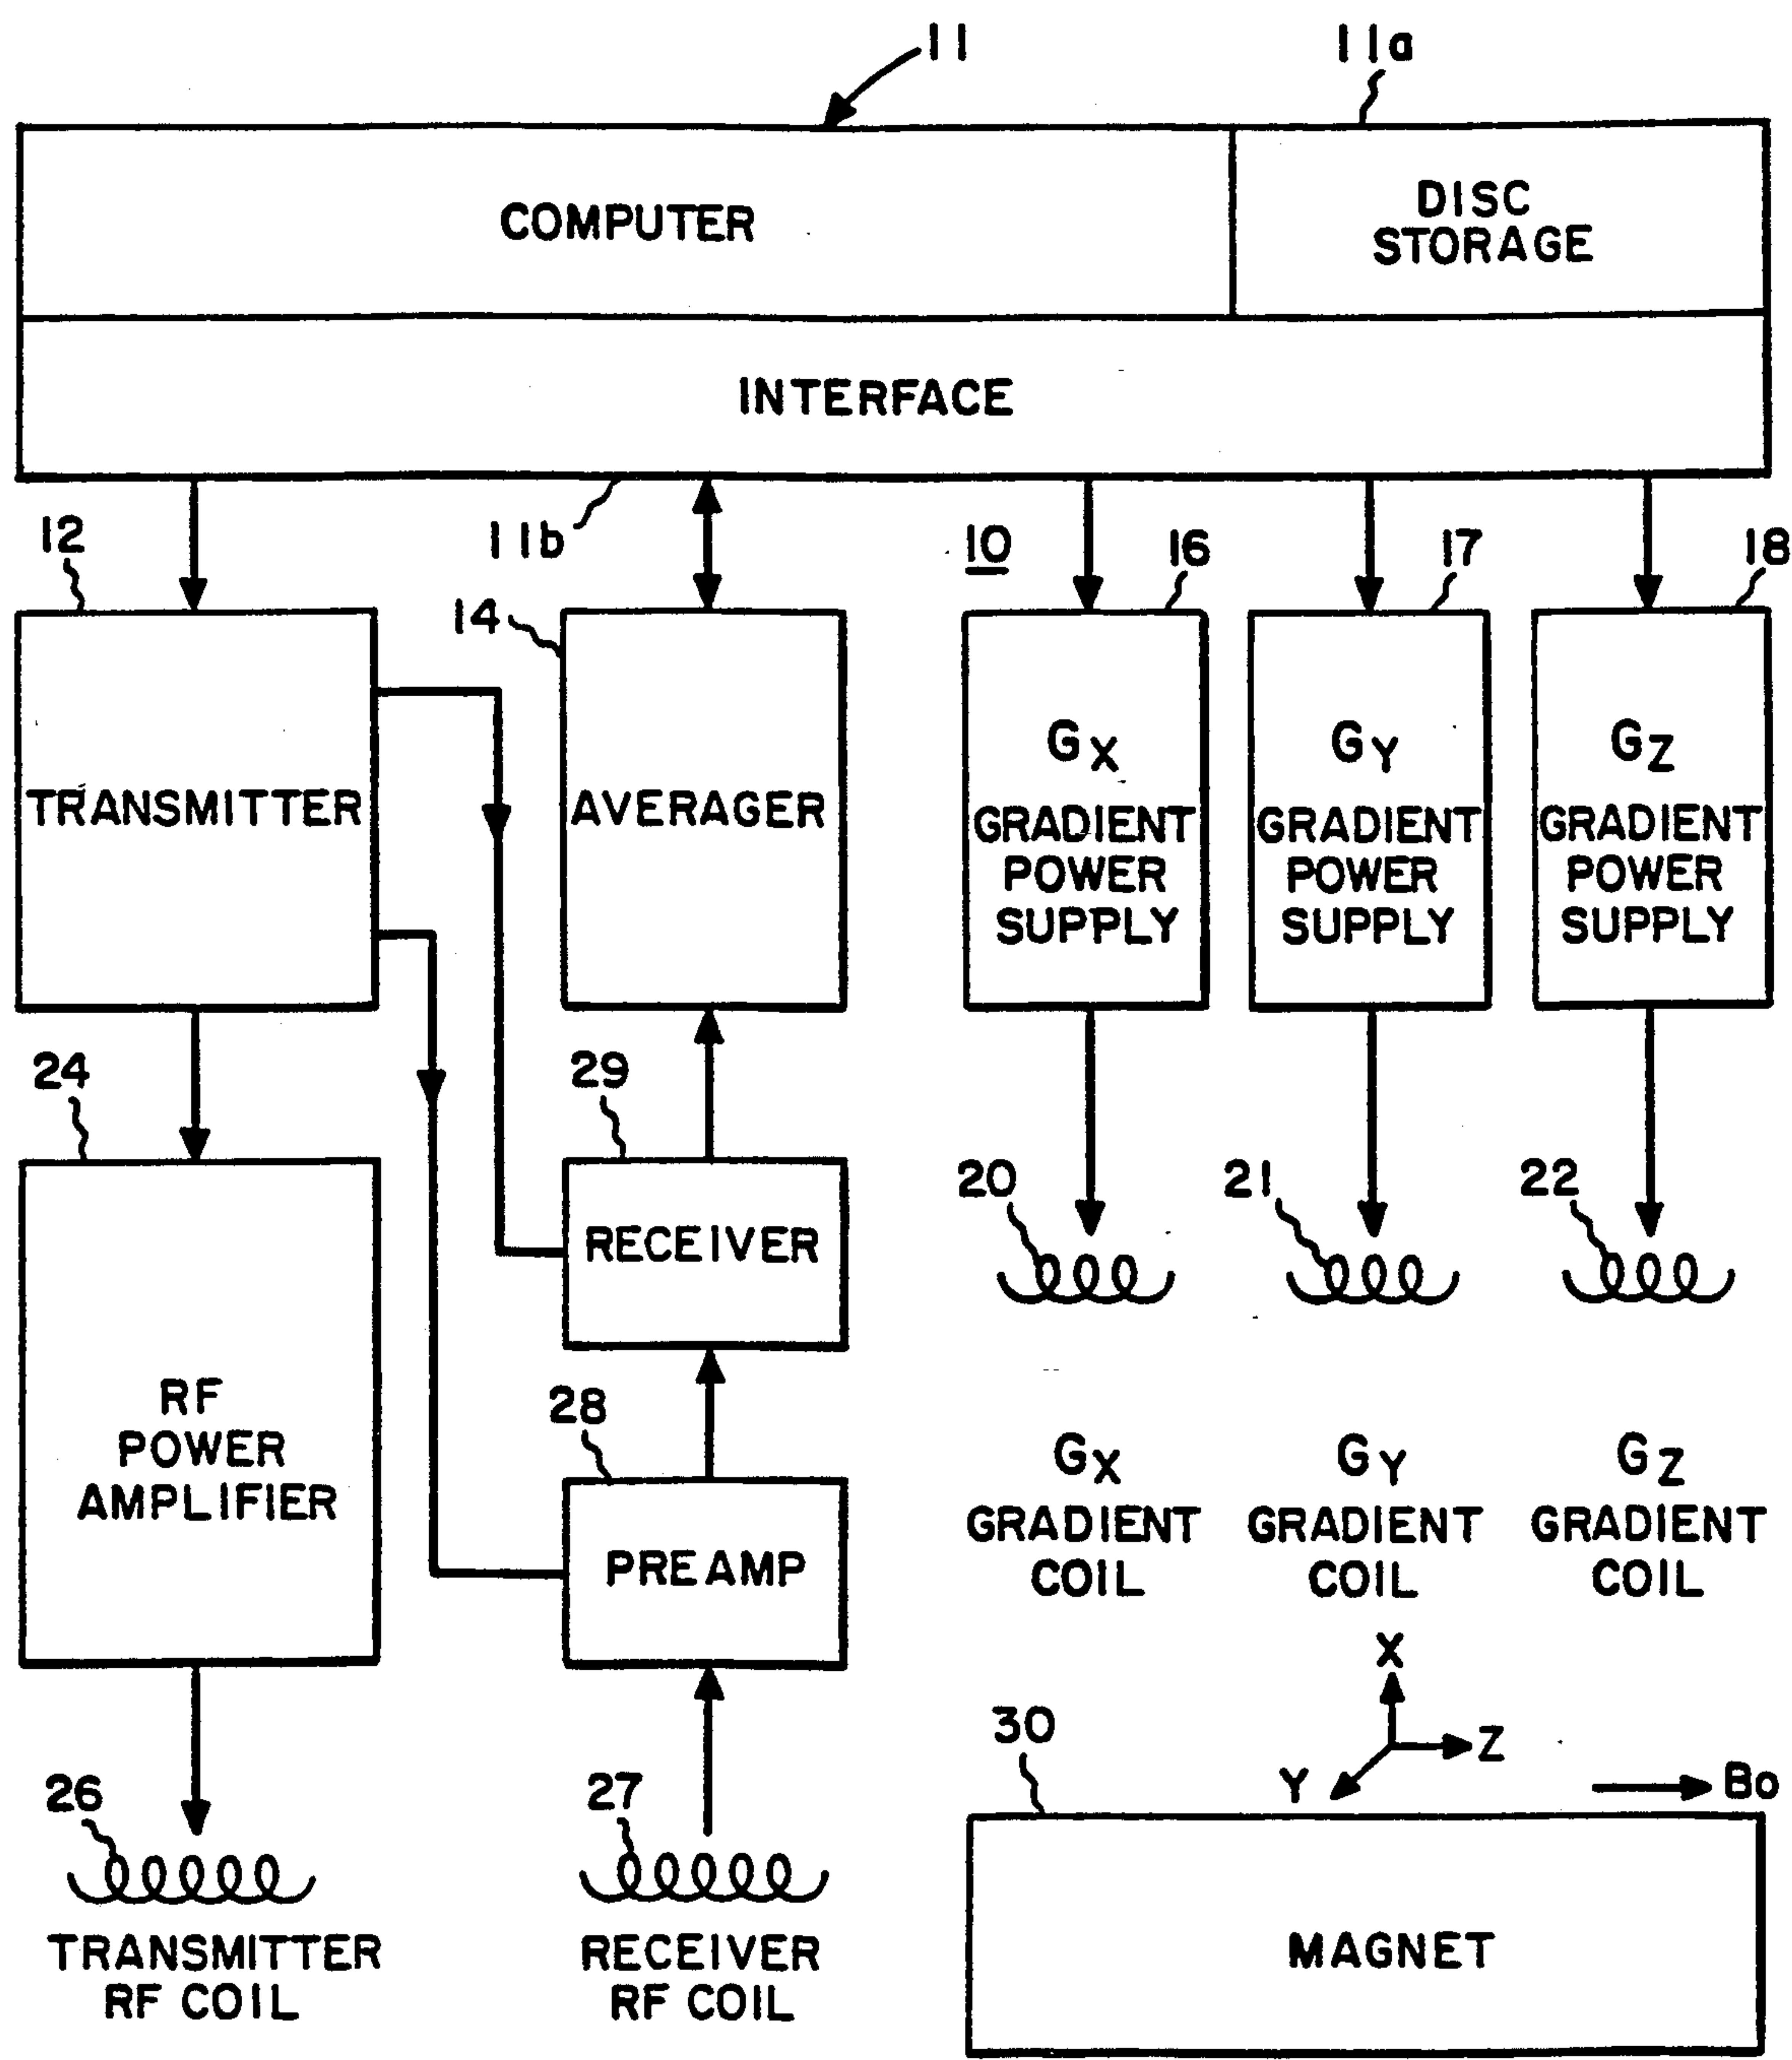 11
11a
COMPUTER
DISC
STORAGE
INTERFACE
12
11b
10
16
17
18
14
TRANSMITTER
AVERAGER
GX
GRADIENT
POWER
SUPPLY
GY
GRADIENT
POWER
SUPPLY
GZ
GRADIENT
POWER
SUPPLY
24
29
20
21
22
RECEIVER
RF
POWER
AMPLIFIER
28
PREAMP
GX
GRADIENT
COIL
GY
GRADIENT
COIL
GZ
GRADIENT
COIL
X
Z
Y
30
Bo
26
27
TRANSMITTER
RF COIL
RECEIVER
RF COIL
MAGNET